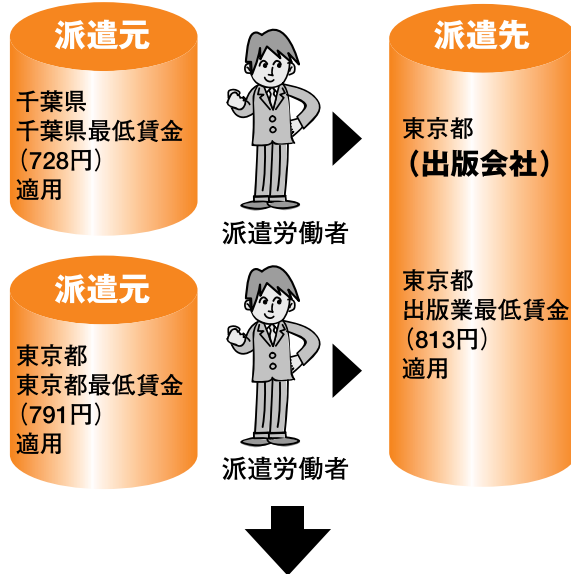 派遣元
千葉県
千葉県最低賃金
（728円）
適用
派遣労働者
派遣元
東京都
東京都最低賃金
（791円）
適用
派遣労働者
派遣先
東京都
（出版会社）
東京都
出版業最低賃金
（813円）
適用